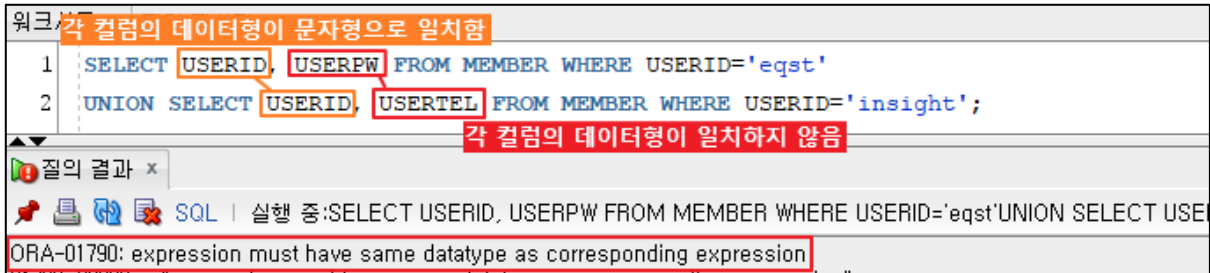 워크
각 컬럼의 데이터형이 문자형으로 일치함
1 SELECT USERID, USERPW FROM MEMBER WHERE USERID='eqst'
2 UNION SELECT USERID, USERTEL FROM MEMBER WHERE USERID='insight';
각 컬럼의 데이터형이 일치하지 않음
질의 결과 x
SQL | 실행 중:SELECT USERID, USERPW FROM MEMBER WHERE USERID='eqst'UNION SELECT USE
ORA-01790: expression must have same datatype as corresponding expression